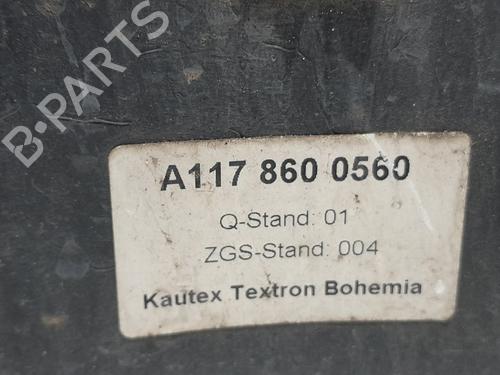 B-PARTS
A117 860 0560
Q-Stand: 01
ZGS-Stand: 004
Kautex Textron Bohemia